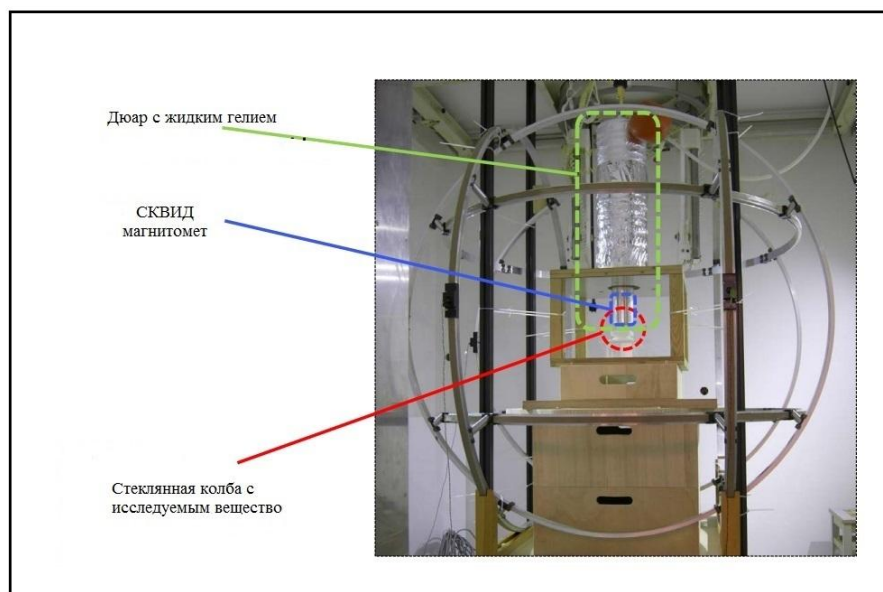 Дюар с жидким гелием
СКВИД
магнитомет
Стеклянная колба с
исследуемым вещество